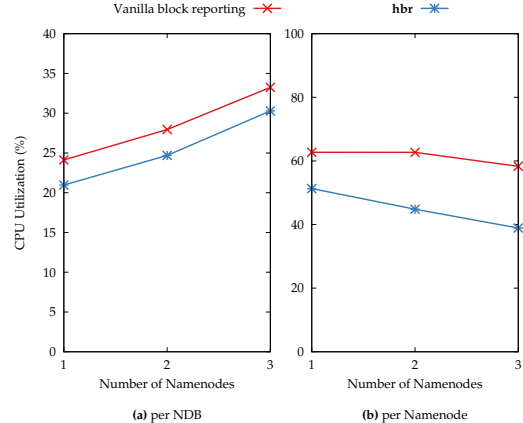 Vanilla block reporting hbr
CPU Utilization (%)
40
35
30
25
20
15
10
5
0
1 2 3
Number of Namenodes
(a) per NDB
100
80
60
40
20
0
1 2 3
Number of Namenodes
(b) per Namenode